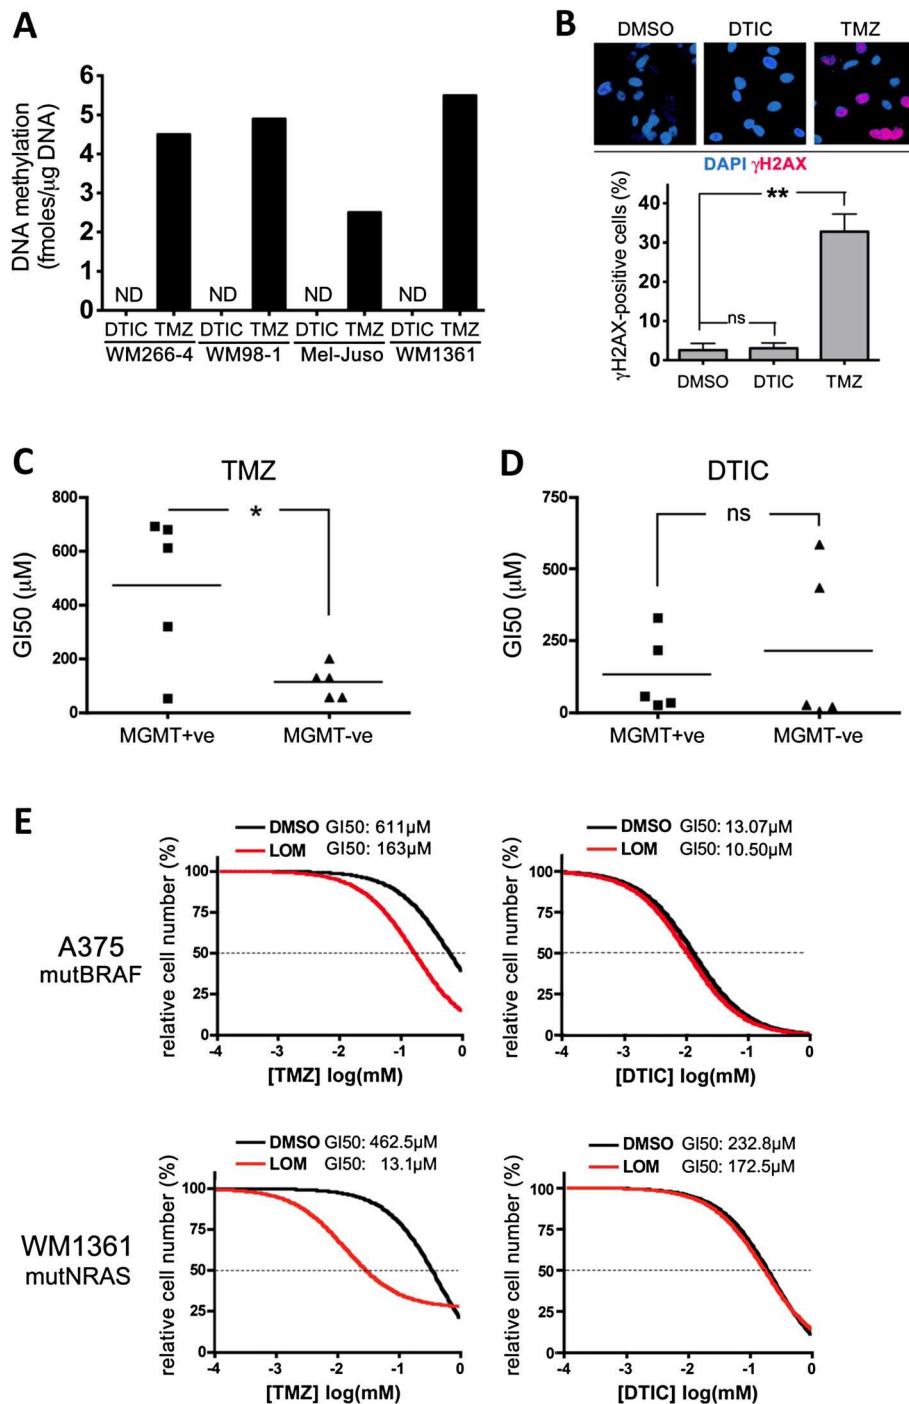 A
DNA methylation
(fmoles/μg DNA)
6
5
4
3
2
1
0
ND ND ND ND
DTIC TMZ DTIC TMZ DTIC TMZ DTIC TMZ
WM266-4 WM98-1 Mel-Juso WM1361
B
DMSO DTIC TMZ
DAPI γH2AX
γH2AX-positive cells (%)
40
30
20
10
0
**
ns
DMSO DTIC TMZ
C
TMZ
GI50 (μM)
800
600
400
200
0
*
MGMT+ve MGMT-ve
D
DTIC
GI50 (μM)
750
500
250
0
ns
MGMT+ve MGMT-ve
E
A375
mutBRAF
DMSO GI50: 611μM
LOM GI50: 163μM
relative cell number (%)
100
75
50
25
0
-4 -3 -2 -1 0
[TMZ] log(mM)
DMSO GI50: 13.07μM
LOM GI50: 10.50μM
relative cell number (%)
100
75
50
25
0
-4 -3 -2 -1 0
[DTIC] log(mM)
WM1361
mutNRAS
DMSO GI50: 462.5μM
LOM GI50: 13.1μM
relative cell number (%)
100
75
50
25
0
-4 -3 -2 -1 0
[TMZ] log(mM)
DMSO GI50: 232.8μM
LOM GI50: 172.5μM
relative cell number (%)
100
75
50
25
0
-4 -3 -2 -1 0
[DTIC] log(mM)